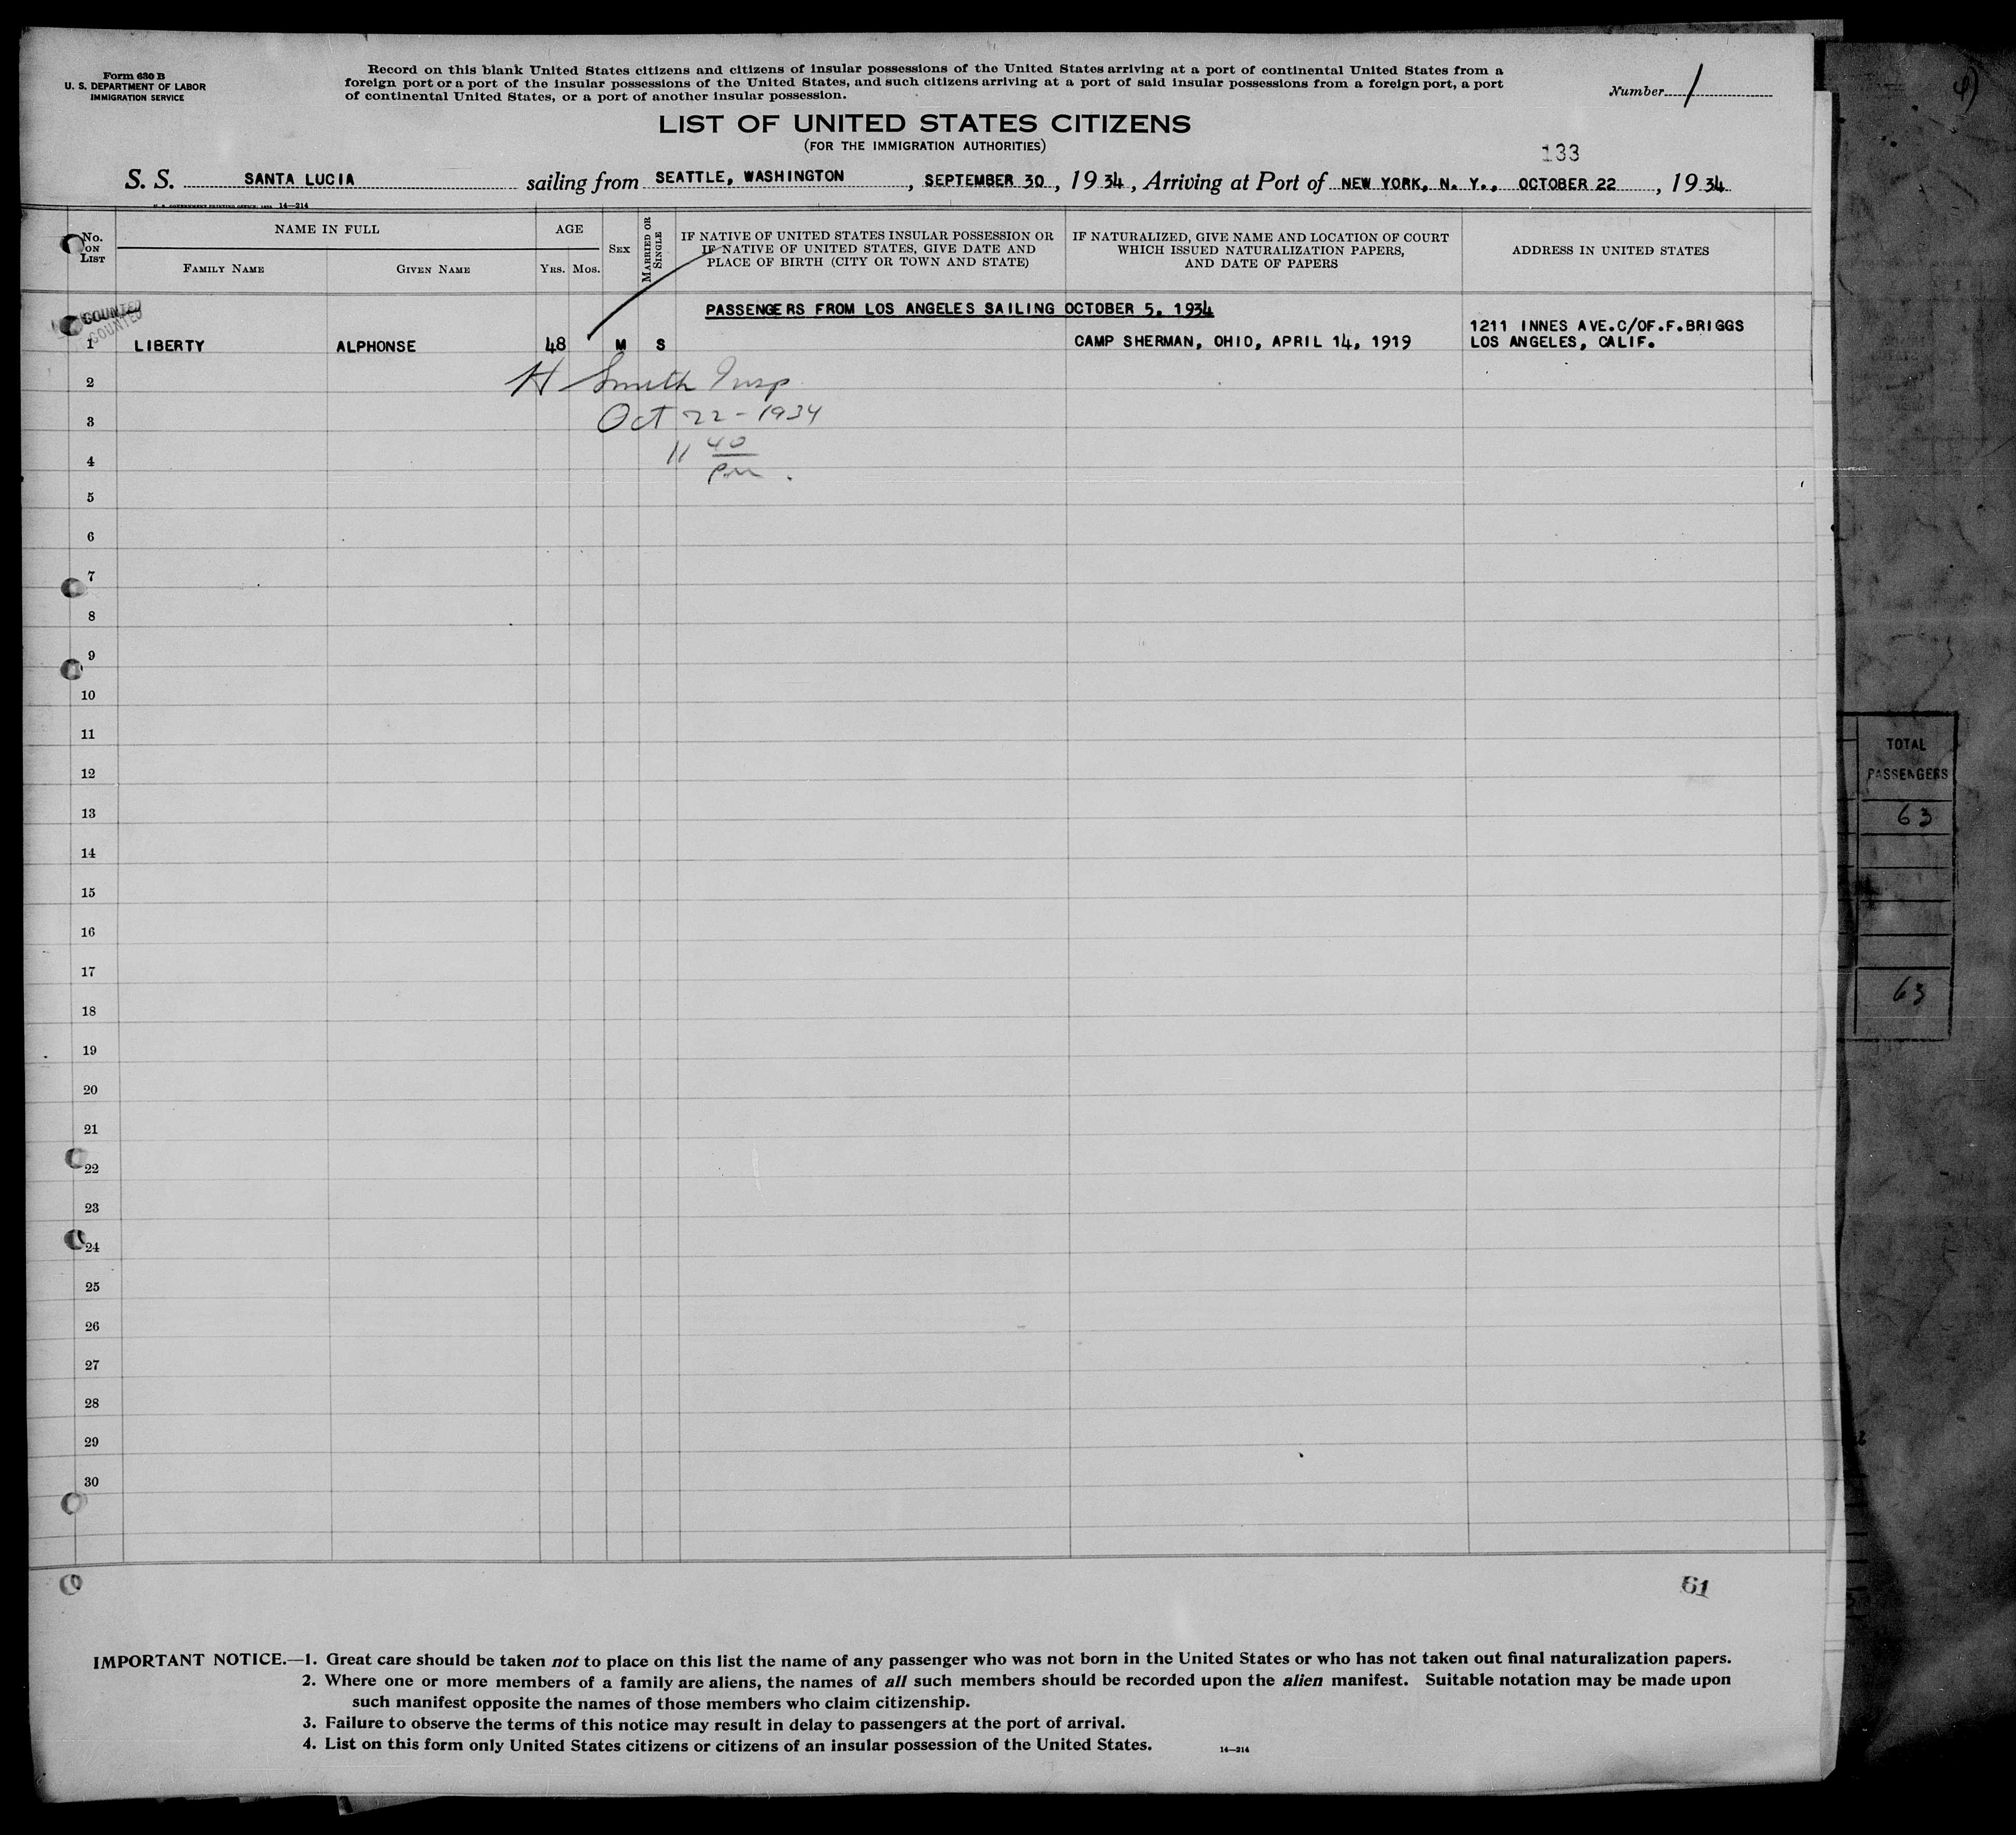 Form 630 B
U. S. DEPARTMENT OF LABOR
IMMIGRATION SERVICE
Record on this blank United States citizens and citizens of insular possessions of the United States arriving at a port of continental United States from a
foreign port or a port of the insular possessions of the United States, and such citizens arriving at a port of said insular possessions from a foreign port, a port
of continental United States, or a port of another insular possession.
Number 1
LIST OF UNITED STATES CITIZENS
(FOR THE IMMIGRATION AUTHORITIES)
133
S. S. SANTA LUCIA sailing from SEATTLE, WASHINGTON, SEPTEMBER 30, 1934, Arriving at Port of NEW YORK, N. Y., OCTOBER 22, 1934
14—214
No. on List
NAME IN FULL
Family Name
Given Name
AGE
Yrs. Mos.
Sex
Married or Single
IF NATIVE OF UNITED STATES INSULAR POSSESSION OR
IF NATIVE OF UNITED STATES, GIVE DATE AND
PLACE OF BIRTH (CITY OR TOWN AND STATE)
IF NATURALIZED, GIVE NAME AND LOCATION OF COURT
WHICH ISSUED NATURALIZATION PAPERS,
AND DATE OF PAPERS
ADDRESS IN UNITED STATES
COUNTED
COUNTED
PASSENGERS FROM LOS ANGELES SAILING OCTOBER 5, 1934
1211 INNES AVE.C/OF.F.BRIGGS
1 LIBERTY ALPHONSE 48 M S CAMP SHERMAN, OHIO, APRIL 14, 1919 LOS ANGELES, CALIF.
2
H Smith Insp
3
Oct 22 - 1934
4
11 40
pm.
5
6
7
8
9
10
11
12
13
14
15
16
17
18
19
20
21
22
23
24
25
26
27
28
29
30
TOTAL
PASSENGERS
63
63
61
IMPORTANT NOTICE.—1. Great care should be taken not to place on this list the name of any passenger who was not born in the United States or who has not taken out final naturalization papers.
2. Where one or more members of a family are aliens, the names of all such members should be recorded upon the alien manifest. Suitable notation may be made upon
such manifest opposite the names of those members who claim citizenship.
3. Failure to observe the terms of this notice may result in delay to passengers at the port of arrival.
4. List on this form only United States citizens or citizens of an insular possession of the United States.
14—214